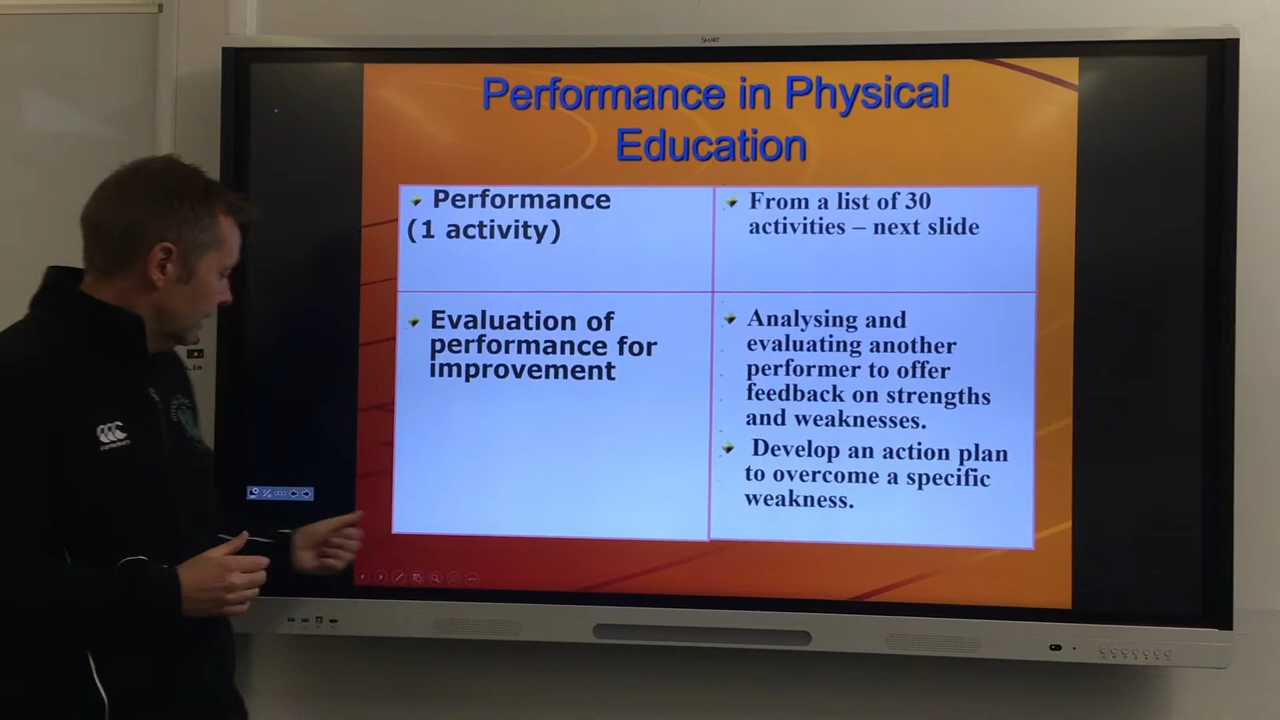 SMART
Performance in Physical
Education
Performance
(1 activity)
From a list of 30
activities – next slide
Evaluation of
performance for
improvement
Analysing and
evaluating another
performer to offer
feedback on strengths
and weaknesses.
Develop an action plan
to overcome a specific
weakness.
canterbury